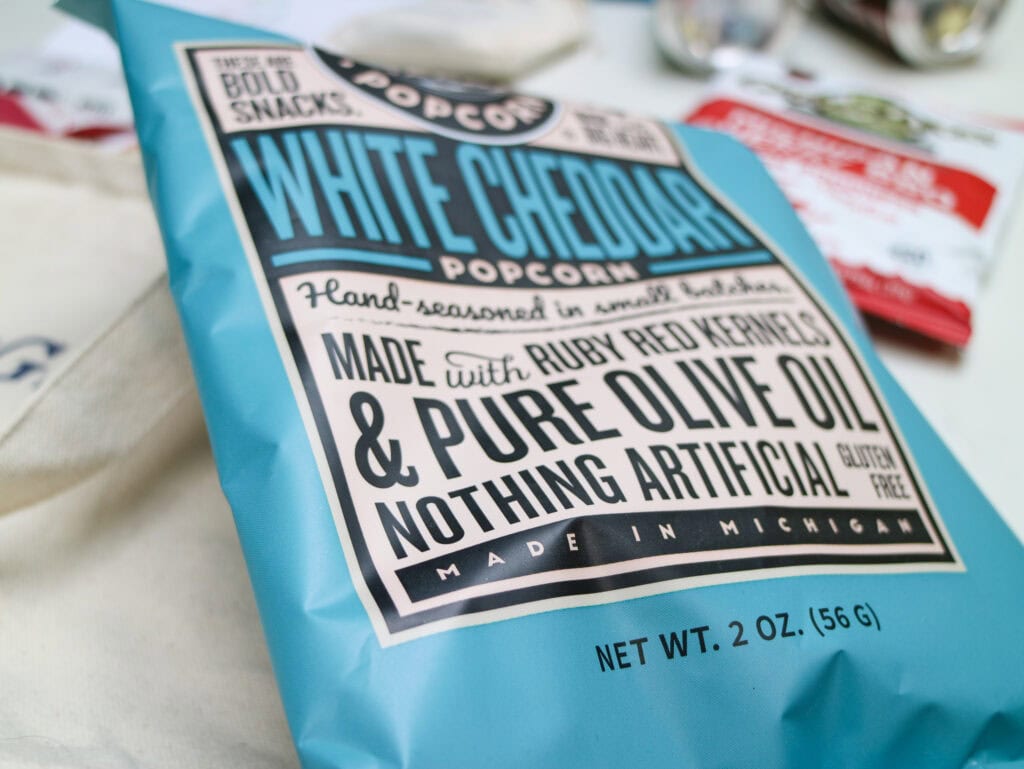 THESE ARE
BOLD
SNACKS.
POPCORN
WHITE CHEDDAR
POPCORN
Hand-seasoned in small batches.
MADE with RUBY RED KERNELS
& PURE OLIVE OIL
NOTHING ARTIFICIAL
GLUTEN
FREE
MADE IN MICHIGAN
NET WT. 2 OZ. (56 G)